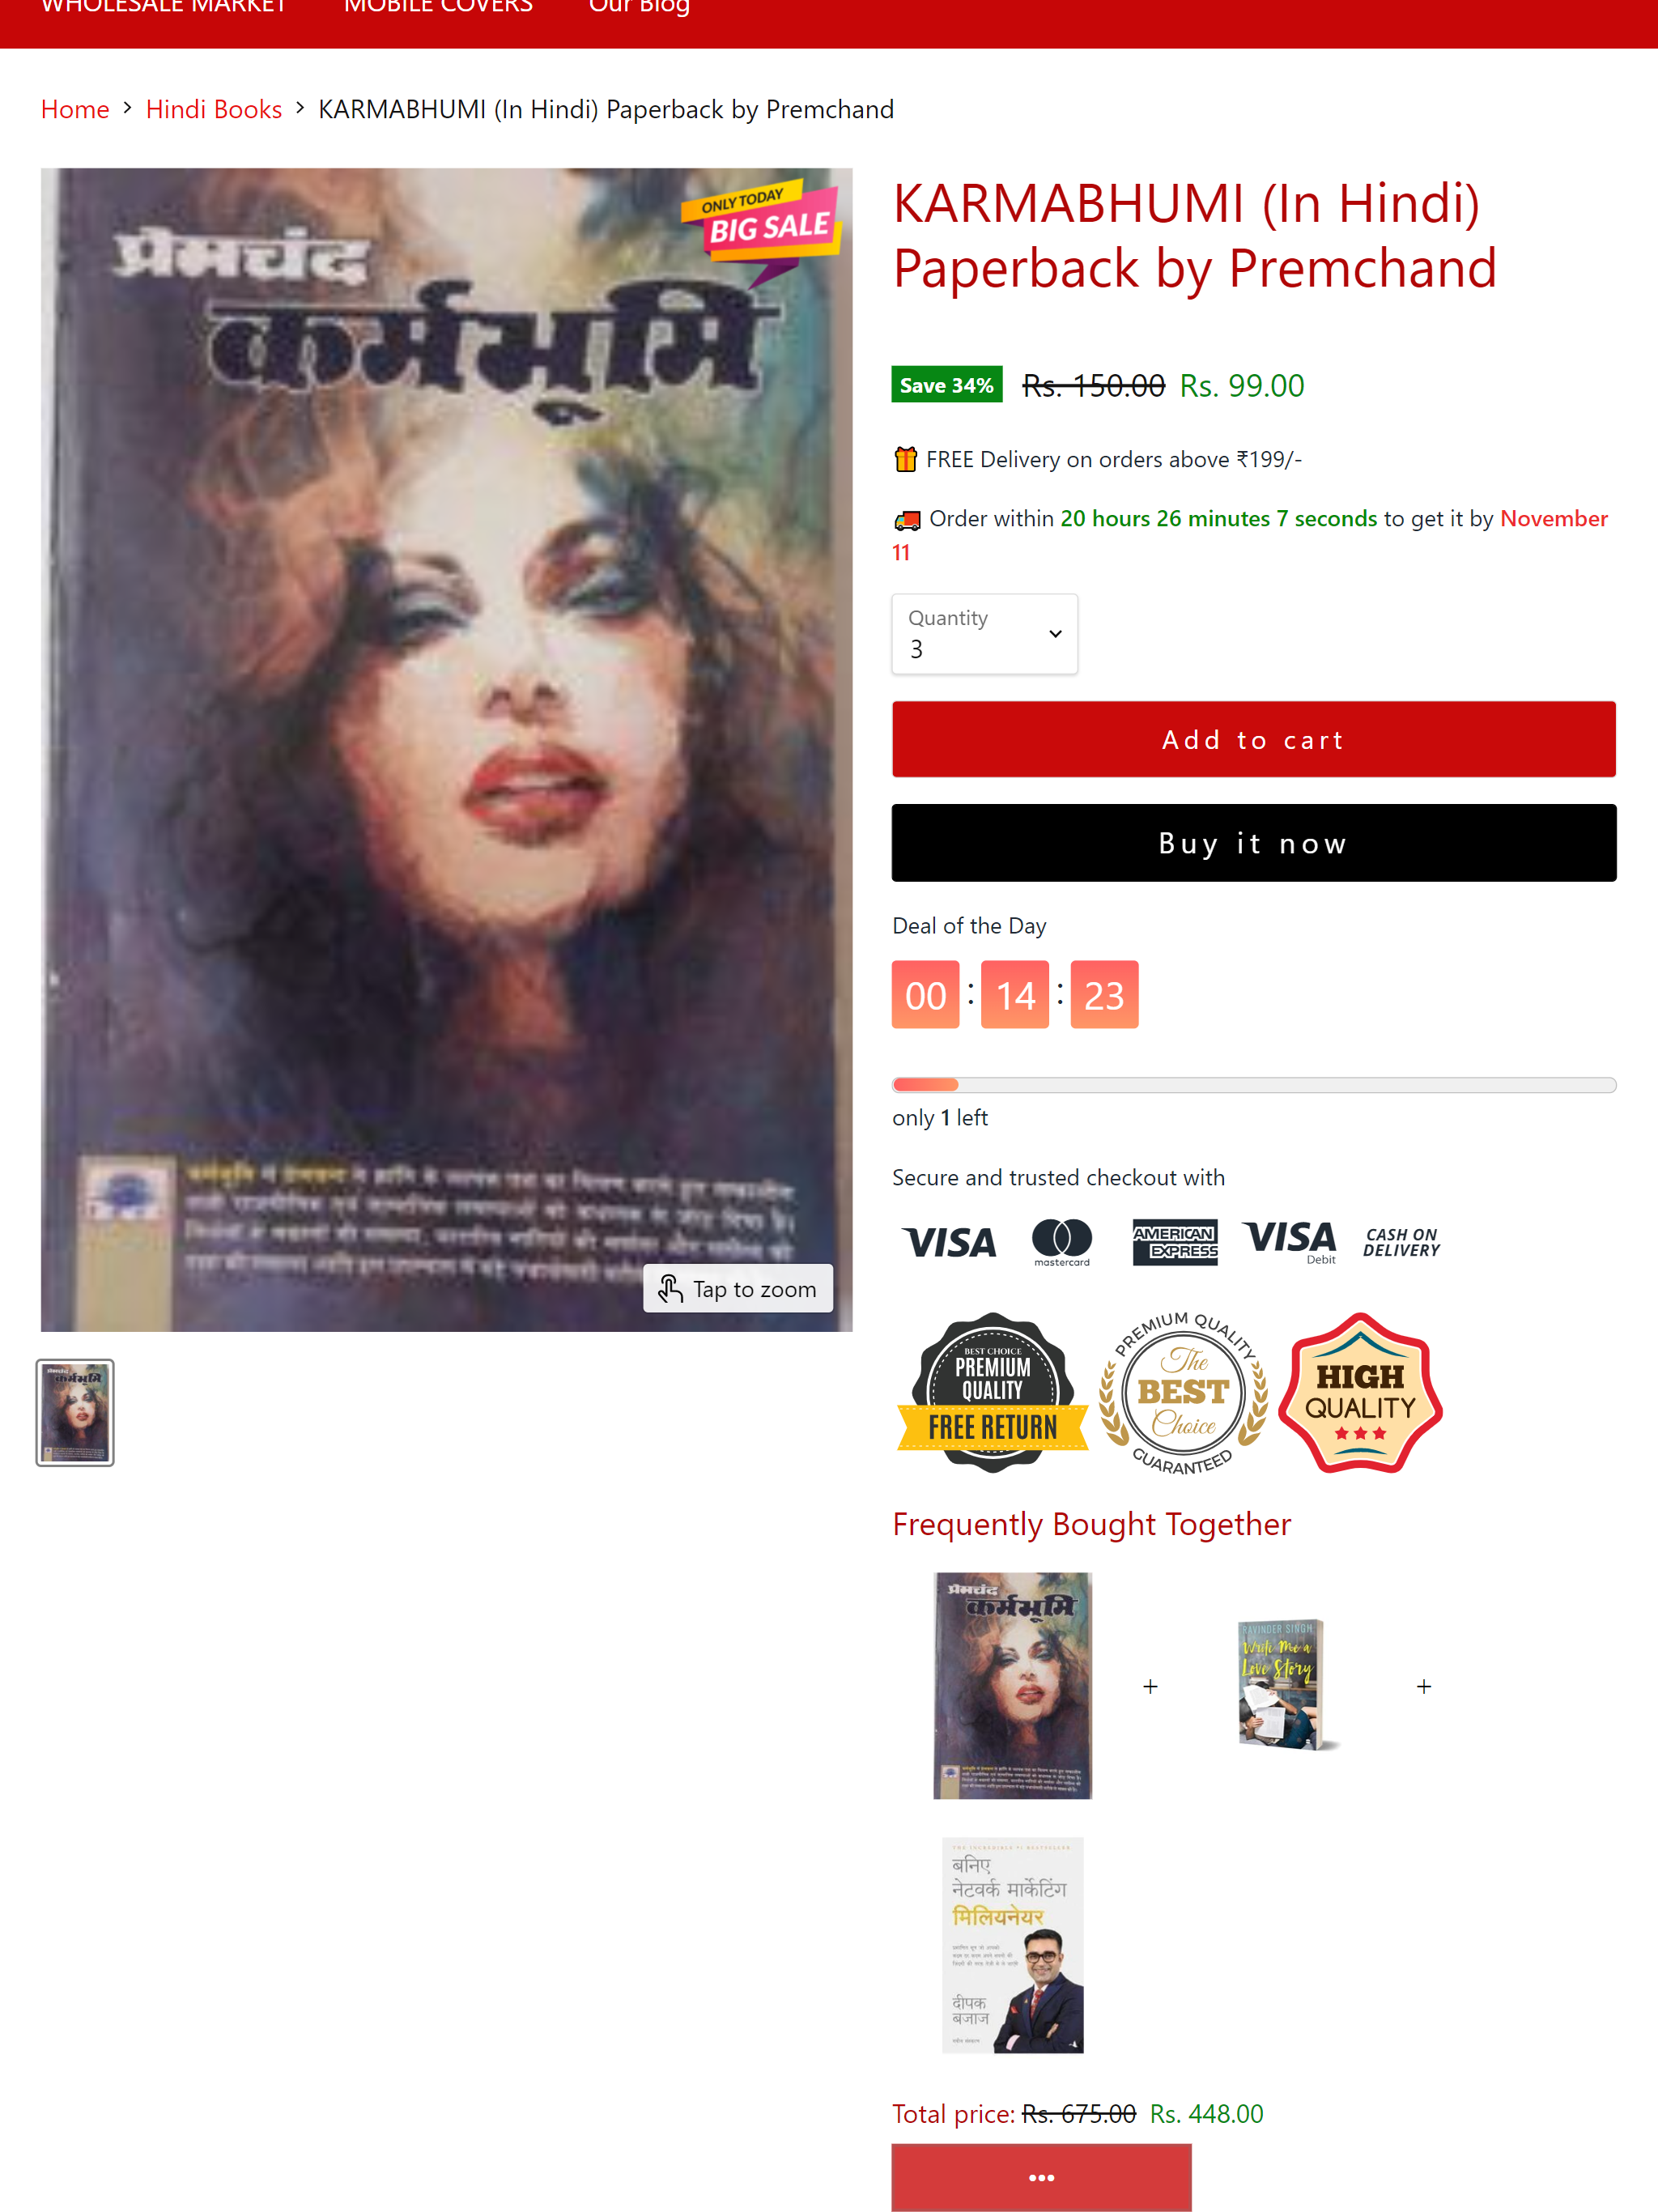 WHOLESALE MARKET MOBILE COVERS Our Blog
Home > Hindi Books > KARMABHUMI (In Hindi) Paperback by Premchand
ONLY TODAY
BIG SALE
प्रेमचंद
कर्मभूमि
Tap to zoom
KARMABHUMI (In Hindi)
Paperback by Premchand
Save 34% Rs. 150.00 Rs. 99.00
FREE Delivery on orders above ₹199/-
Order within 20 hours 26 minutes 7 seconds to get it by November
11
Quantity
3
Add to cart
Buy it now
Deal of the Day
00 : 14 : 23
only 1 left
Secure and trusted checkout with
VISA
mastercard
AMERICAN
EXPRESS
VISA
Debit
CASH ON
DELIVERY
BEST CHOICE
PREMIUM
QUALITY
FREE RETURN
PREMIUM QUALITY
The
BEST
Choice
GUARANTEED
HIGH
QUALITY
Frequently Bought Together
प्रेमचंद
कर्मभूमि
+
RAVINDER SINGH
Write Me a
Love Story
+
THE INCREDIBLE #1 BESTSELLER
बनिए
नेटवर्क मार्केटिंग
मिलियनेयर
दीपक
बजाज
Total price: Rs. 675.00 Rs. 448.00